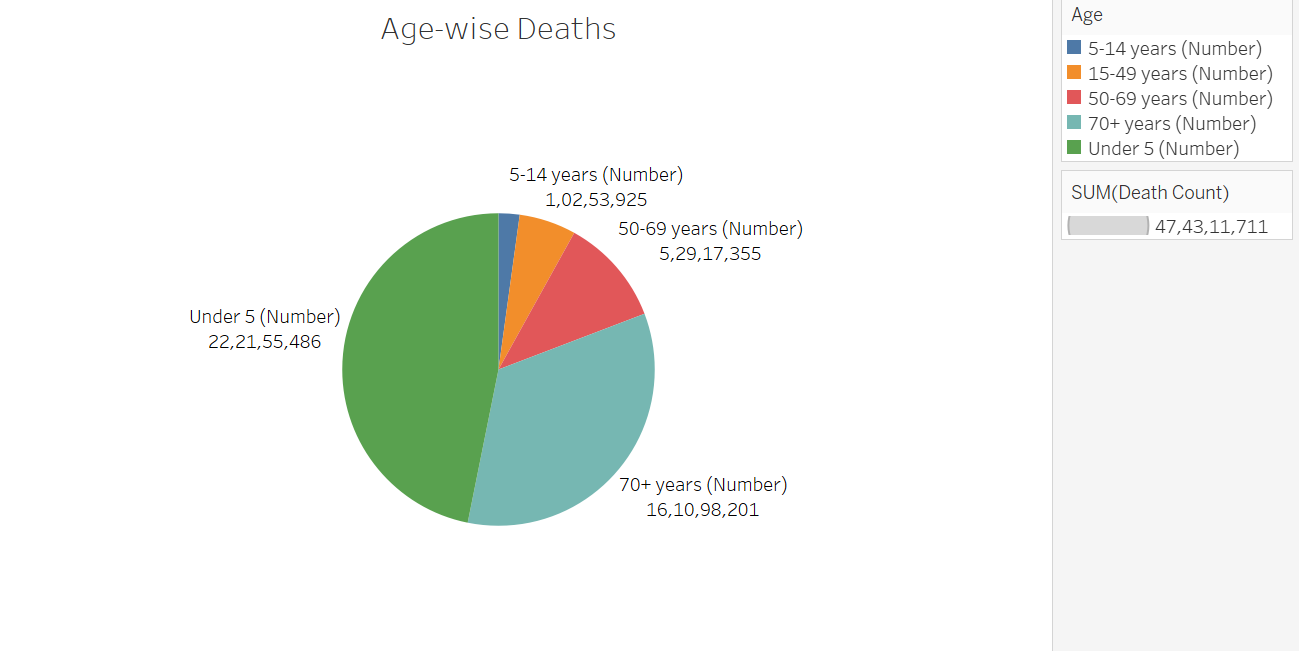 Age-wise Deaths
5-14 years (Number)
1,02,53,925
50-69 years (Number)
5,29,17,355
Under 5 (Number)
22,21,55,486
70+ years (Number)
16,10,98,201
Age
5-14 years (Number)
15-49 years (Number)
50-69 years (Number)
70+ years (Number)
Under 5 (Number)
SUM(Death Count)
47,43,11,711